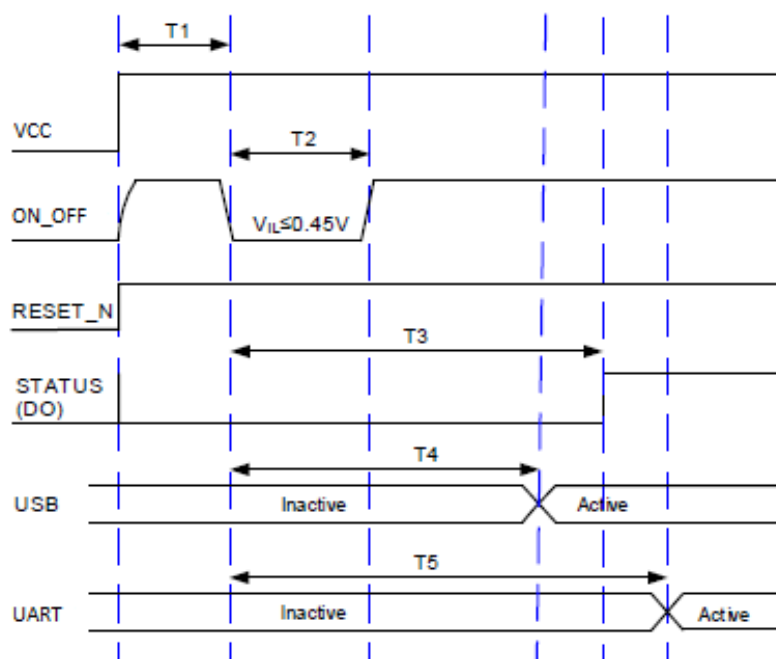 T1
VCC
T2
ON_OFF
VIL≤0.45V
RESET_N
T3
STATUS
(DO)
T4
USB
Inactive
Active
T5
UART
Inactive
Active